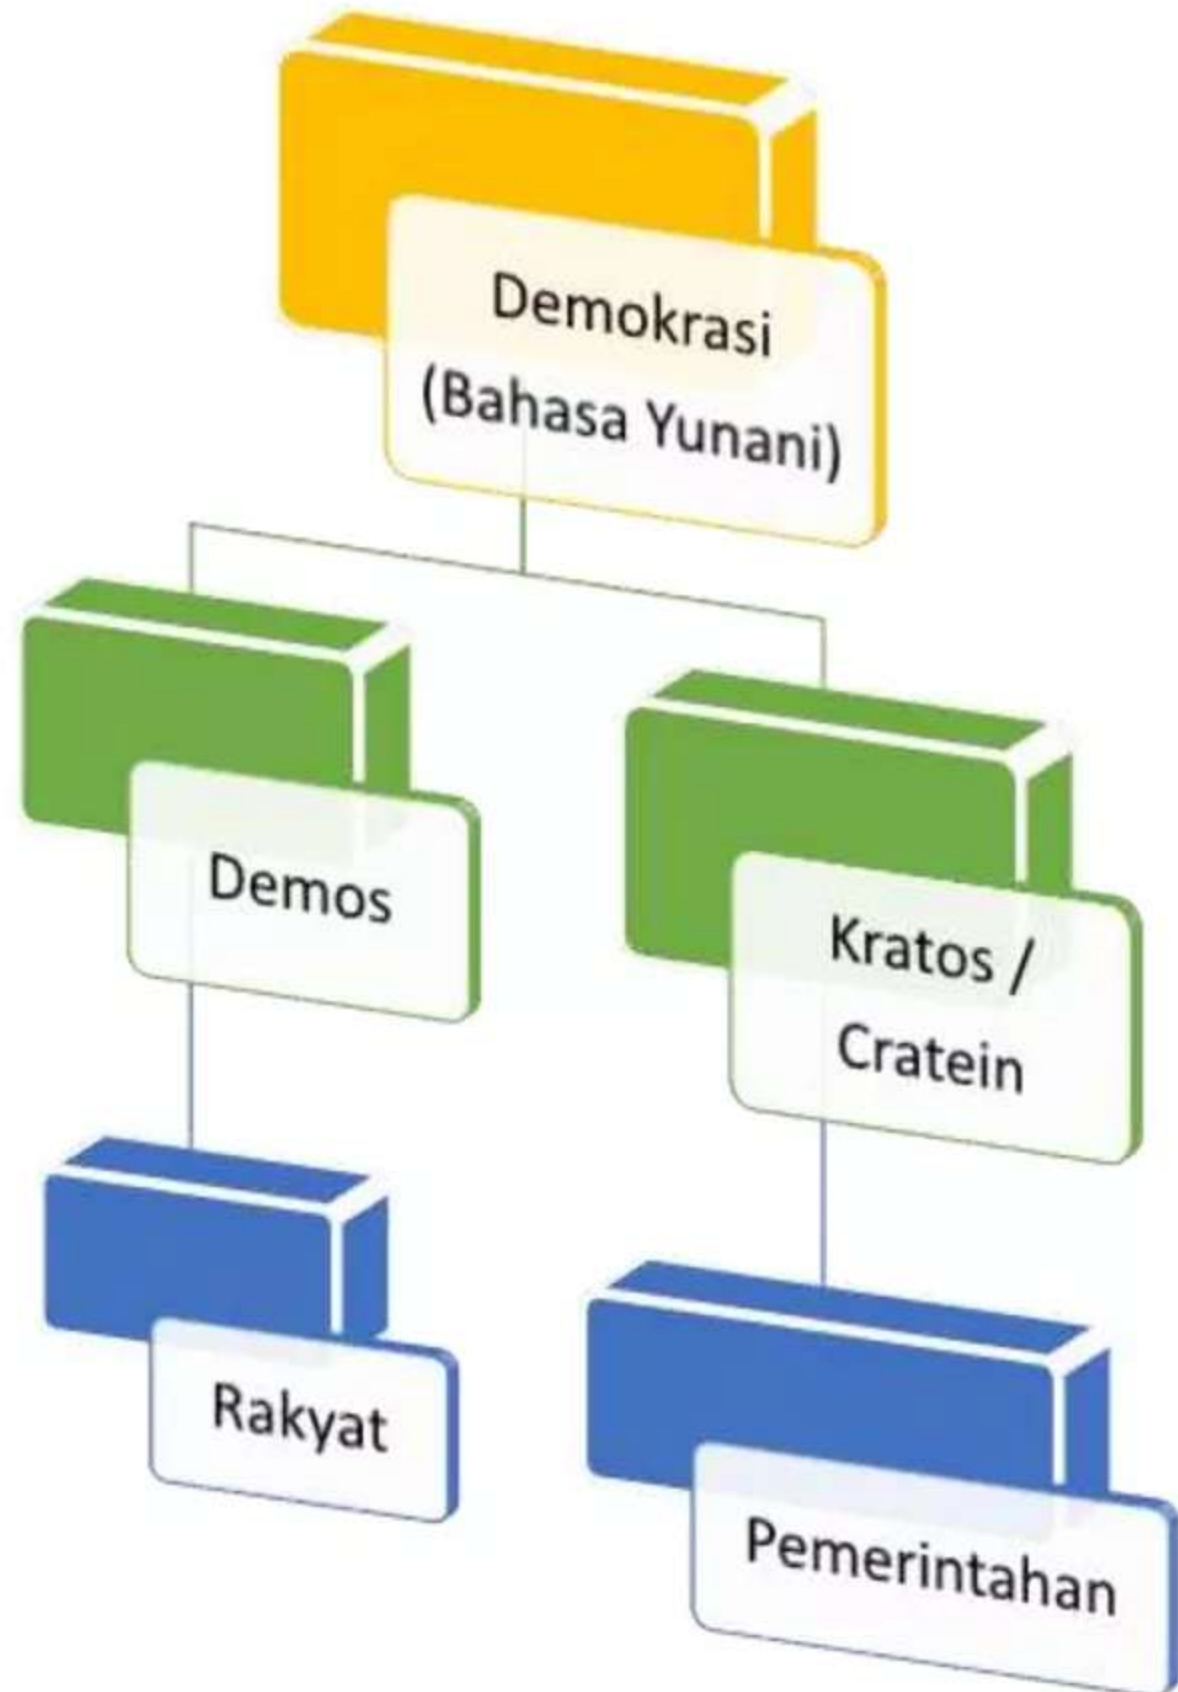 Demokrasi
(Bahasa Yunani)
Demos
Kratos /
Cratein
Rakyat
Pemerintahan